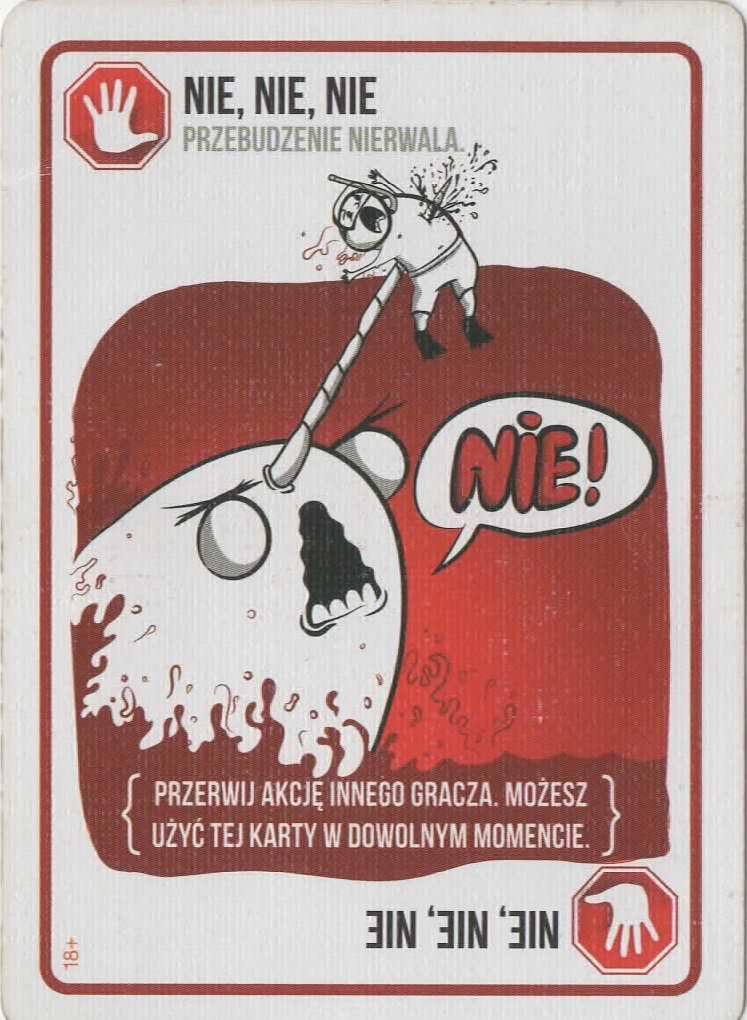 NIE, NIE, NIE
PRZEBUDZENIE NIERWALA.
NIE!
PRZERWIJ AKCJĘ INNEGO GRACZA. MOŻESZ
UŻYĆ TEJ KARTY W DOWOLNYM MOMENCIE.
NIE, NIE, NIE
18+